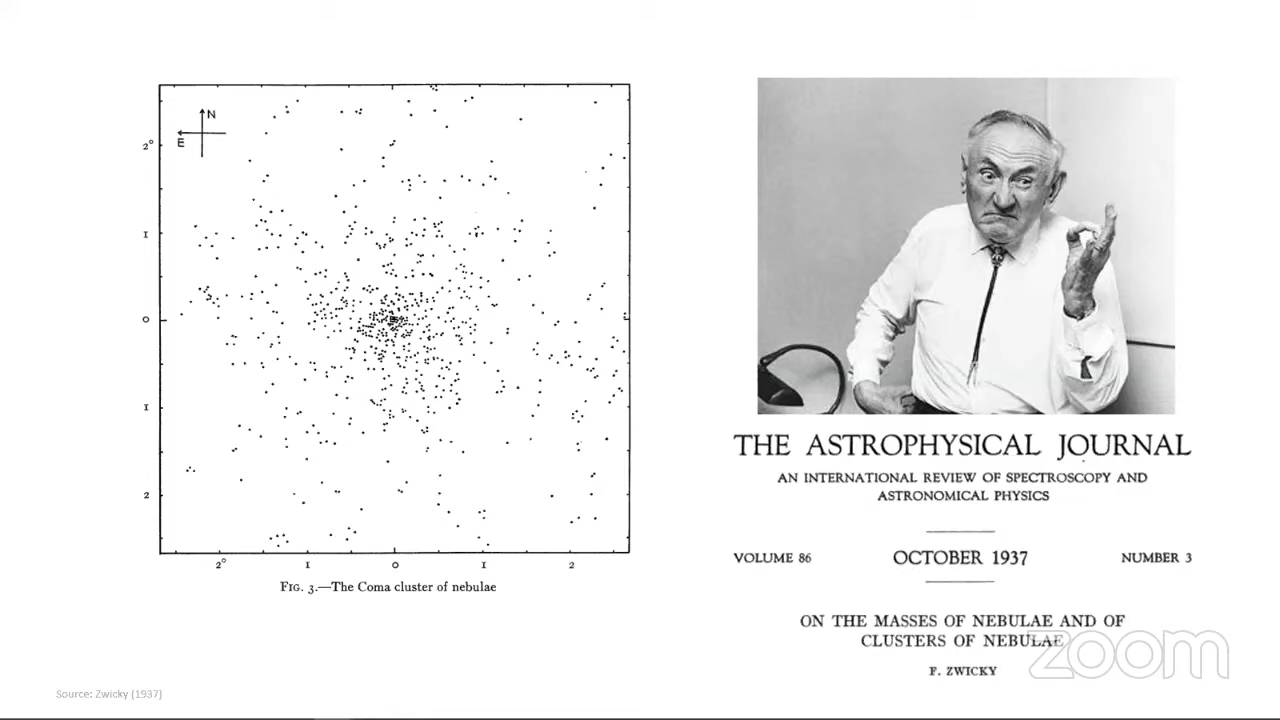 N
E
2°
1
0
1
2
2°
1
0
1
2
FIG. 3.—The Coma cluster of nebulae
THE ASTROPHYSICAL JOURNAL
AN INTERNATIONAL REVIEW OF SPECTROSCOPY AND
ASTRONOMICAL PHYSICS
VOLUME 86 OCTOBER 1937 NUMBER 3
ON THE MASSES OF NEBULAE AND OF
CLUSTERS OF NEBULAE
F. ZWICKY
zoom
Source: Zwicky (1937)